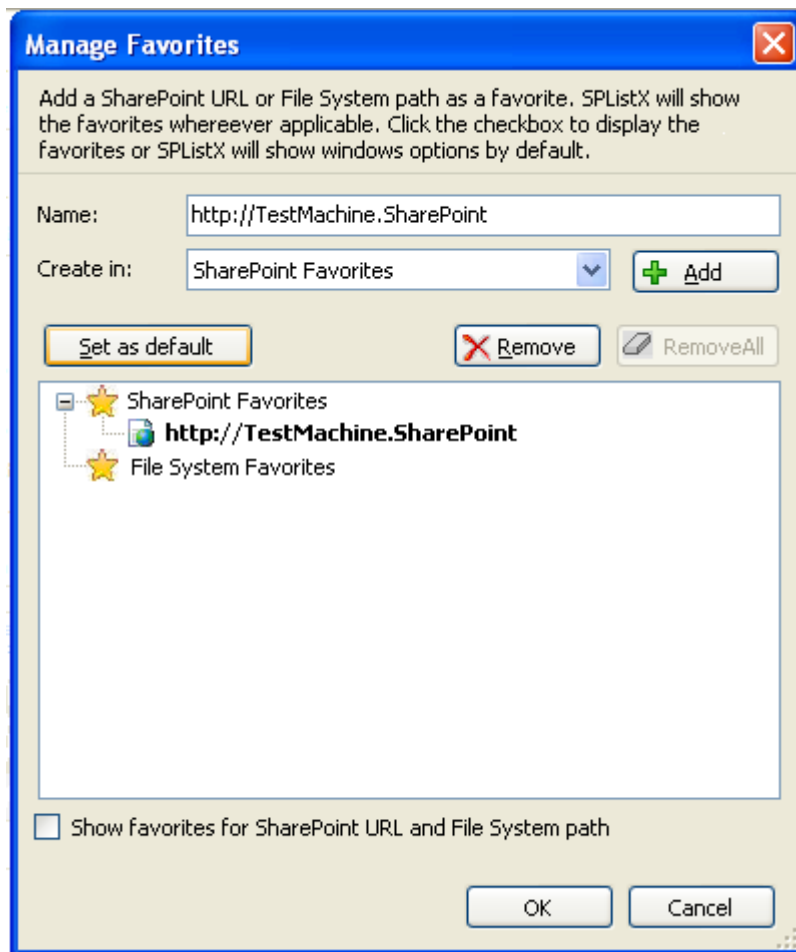 Manage Favorites
Add a SharePoint URL or File System path as a favorite. SPListX will show
the favorites whereever applicable. Click the checkbox to display the
favorites or SPListX will show windows options by default.
Name: http://TestMachine.SharePoint
Create in: SharePoint Favorites Add
Set as default Remove RemoveAll
SharePoint Favorites
http://TestMachine.SharePoint
File System Favorites
Show favorites for SharePoint URL and File System path
OK Cancel